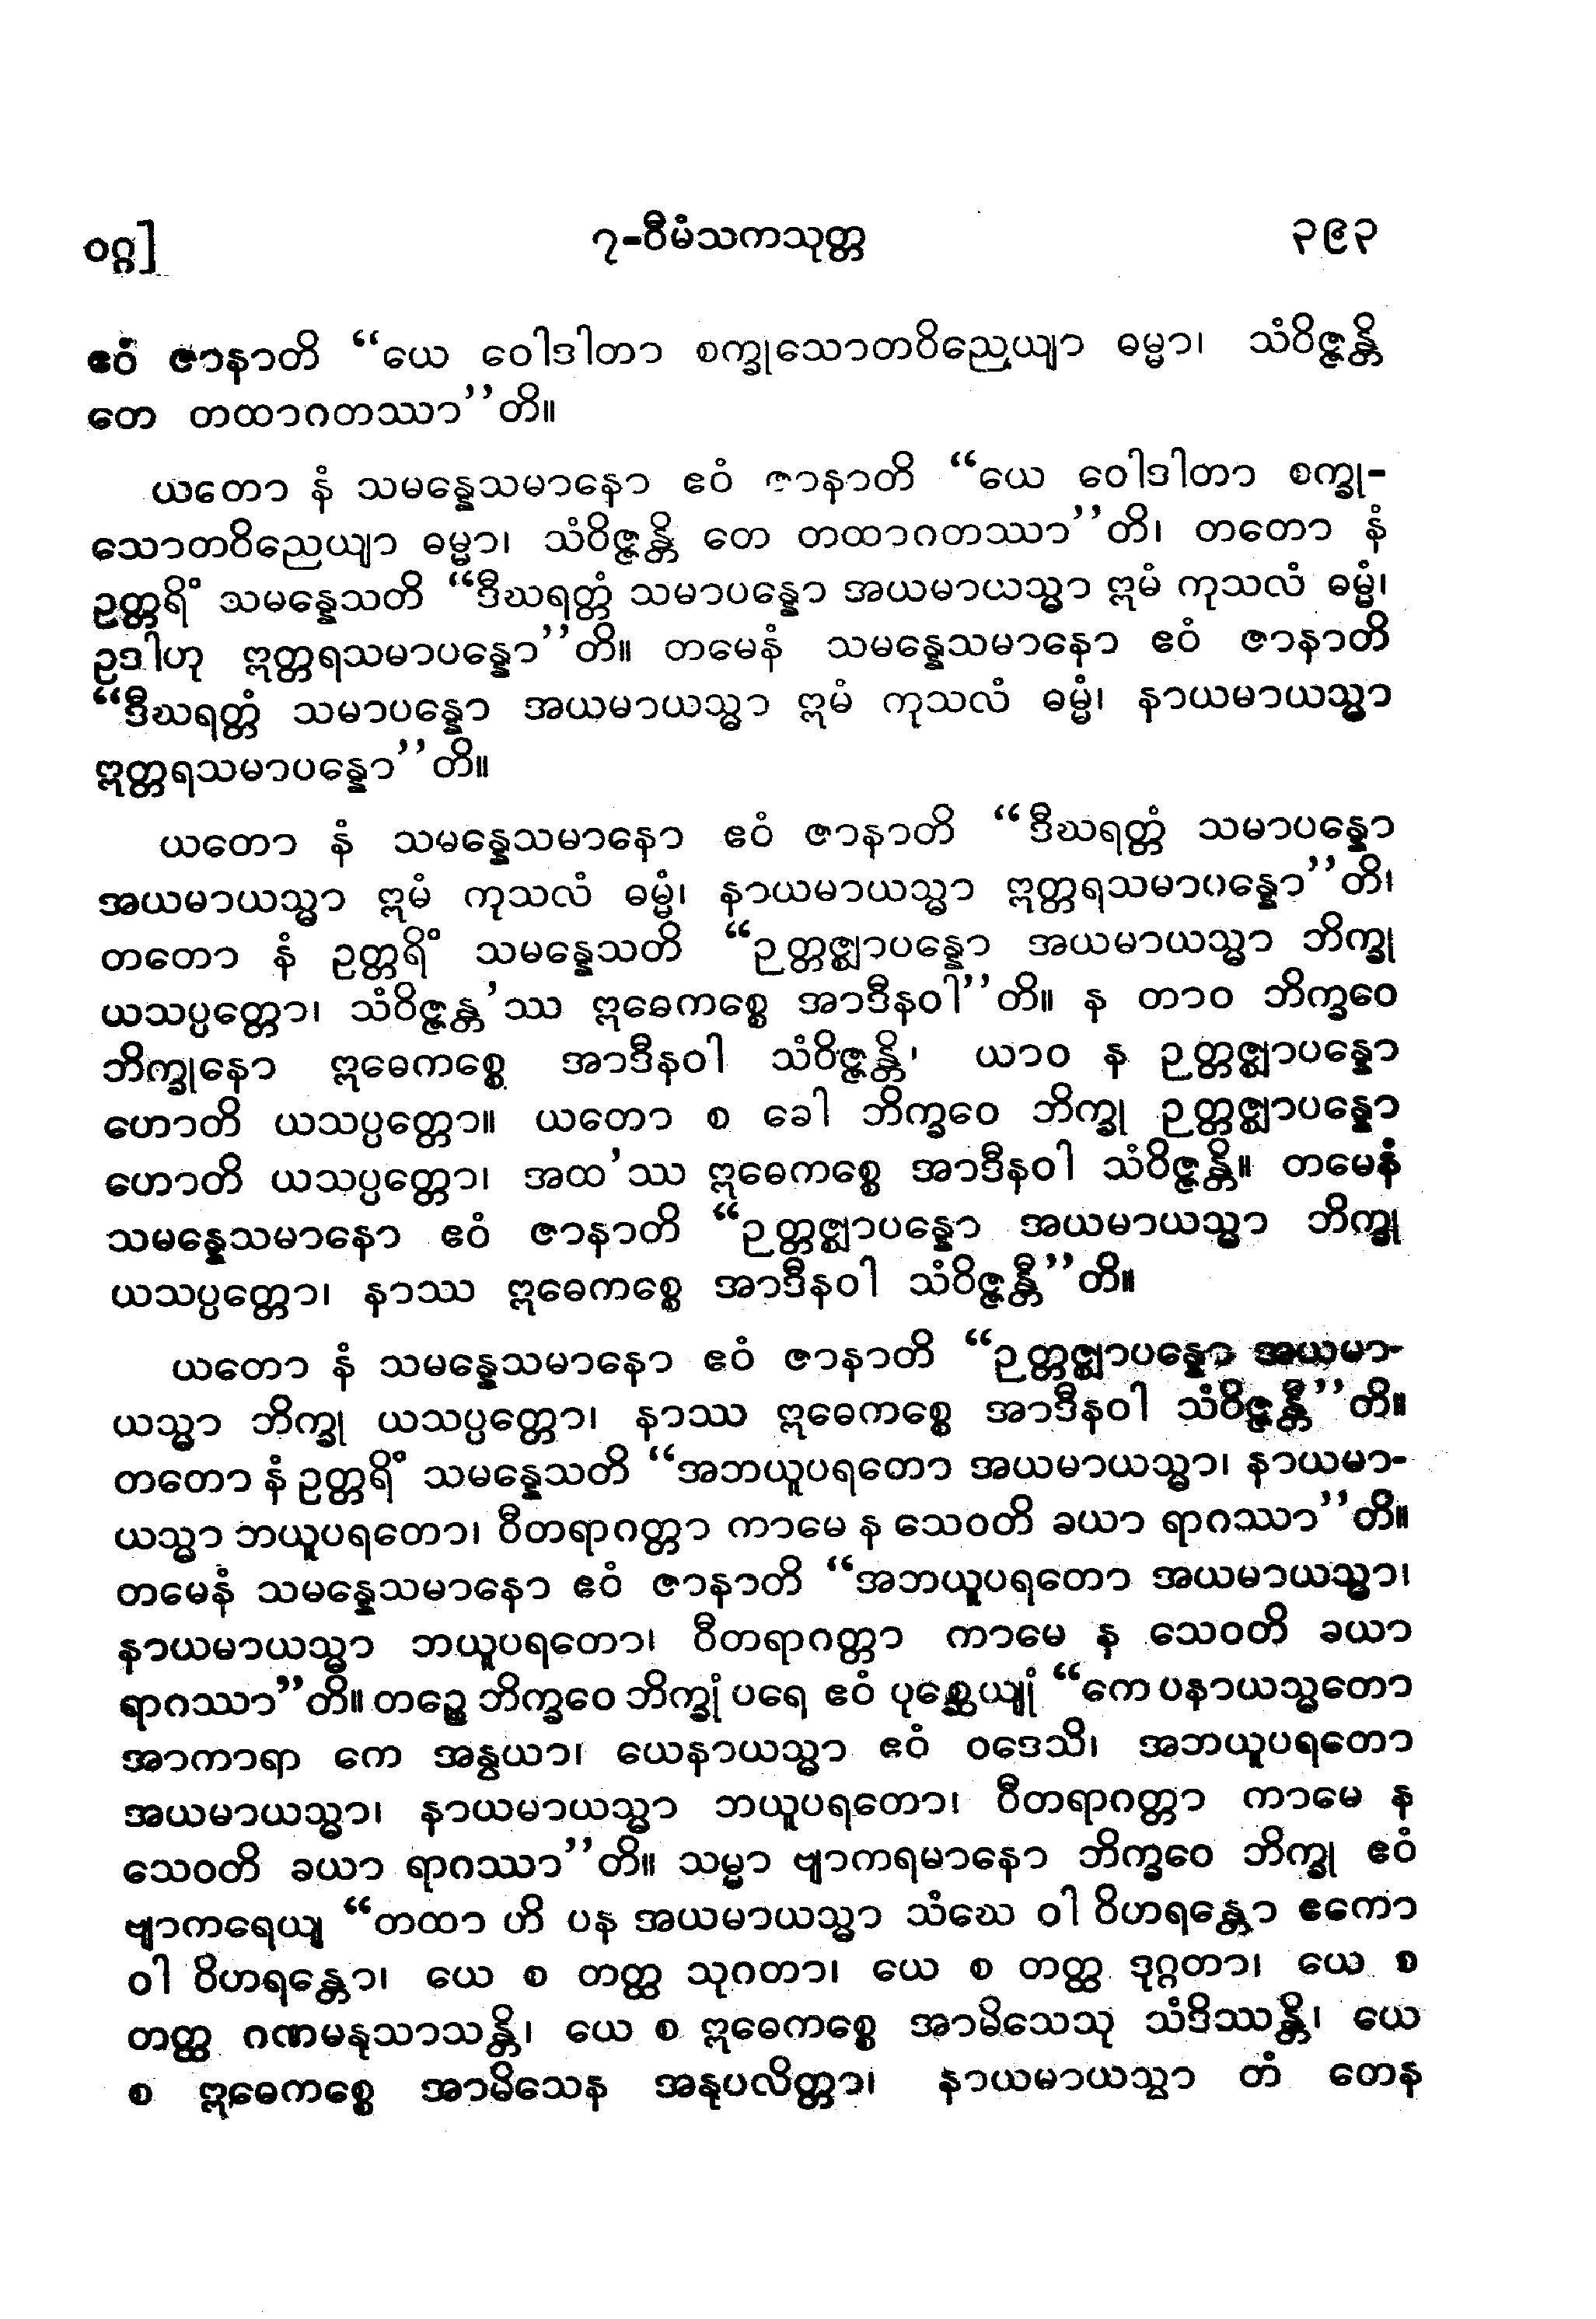 ဝဂ္ဂ]
၇-ဝီမံသကသုတ္တ
၃၉၃
ဧဝံ ဇာနာတိ “ယေ ဝေါဒါတာ စက္ခုသောတဝိညေယျာ ဓမ္မာ၊ သံဝိဇ္ဇန္တိ
တေ တထာဂတဿာ’’တိ။
ယတော နံ သမန္နေသမာနော ဧဝံ ဇာနာတိ “ယေ ဝေါဒါတာ စက္ခု-
သောတဝိညေယျာ ဓမ္မာ၊ သံဝိဇ္ဇန္တိ တေ တထာဂတဿာ’’တိ၊ တတော နံ
ဥတ္တရိံ သမန္နေသတိ “ဒီဃရတ္တံ သမာပန္နော အယမာယသ္မာ ဣမံ ကုသလံ ဓမ္မံ၊
ဥဒါဟု ဣတ္တရသမာပန္နော’’တိ။ တမေနံ သမန္နေသမာနော ဧဝံ ဇာနာတိ
“ဒီဃရတ္တံ သမာပန္နော အယမာယသ္မာ ဣမံ ကုသလံ ဓမ္မံ၊ နာယမာယသ္မာ
ဣတ္တရသမာပန္နော’’တိ။
ယတော နံ သမန္နေသမာနော ဧဝံ ဇာနာတိ “ဒီဃရတ္တံ သမာပန္နော
အယမာယသ္မာ ဣမံ ကုသလံ ဓမ္မံ၊ နာယမာယသ္မာ ဣတ္တရသမာပန္နော’’တိ၊
တတော နံ ဥတ္တရိံ သမန္နေသတိ “ဉတ္တဇ္ဈာပန္နော အယမာယသ္မာ ဘိက္ခု
ယသပ္ပတ္တော၊ သံဝိဇ္ဇန္တ’ဿ ဣဓေကစ္စေ အာဒီနဝါ’’တိ။ န တာဝ ဘိက္ခဝေ
ဘိက္ခုနော ဣဓေကစ္စေ အာဒီနဝါ သံဝိဇ္ဇန္တိ၊ ယာဝ န ဉတ္တဇ္ဈာပန္နော
ဟောတိ ယသပ္ပတ္တော။ ယတော စ ခေါ ဘိက္ခဝေ ဘိက္ခု ဉတ္တဇ္ဈာပန္နော
ဟောတိ ယသပ္ပတ္တော၊ အထ’ဿ ဣဓေကစ္စေ အာဒီနဝါ သံဝိဇ္ဇန္တိ။ တမေနံ
သမန္နေသမာနော ဧဝံ ဇာနာတိ “ဉတ္တဇ္ဈာပန္နော အယမာယသ္မာ ဘိက္ခု
ယသပ္ပတ္တော၊ နာဿ ဣဓေကစ္စေ အာဒီနဝါ သံဝိဇ္ဇန္တီ’’တိ။
ယတော နံ သမန္နေသမာနော ဧဝံ ဇာနာတိ “ဉတ္တဇ္ဈာပန္နော အယမာ-
ယသ္မာ ဘိက္ခု ယသပ္ပတ္တော၊ နာဿ ဣဓေကစ္စေ အာဒီနဝါ သံဝိဇ္ဇန္တီ’’တိ။
တတော နံ ဥတ္တရိံ သမန္နေသတိ “အဘယူပရတော အယမာယသ္မာ၊ နာယမာ-
ယသ္မာ ဘယူပရတော၊ ဝီတရာဂတ္တာ ကာမေ န သေဝတိ ခယာ ရာဂဿာ’’တိ။
တမေနံ သမန္နေသမာနော ဧဝံ ဇာနာတိ “အဘယူပရတော အယမာယသ္မာ၊
နာယမာယသ္မာ ဘယူပရတော၊ ဝီတရာဂတ္တာ ကာမေ န သေဝတိ ခယာ
ရာဂဿာ’’တိ။ တဉ္စေ ဘိက္ခဝေ ဘိက္ခုံ ပရေ ဧဝံ ပုစ္ဆေယျုံ “ကေ ပနာယသ္မတော
အာကာရာ ကေ အနွယာ၊ ယေနာယသ္မာ ဧဝံ ဝဒေသိ၊ အဘယူပရတော
အယမာယသ္မာ၊ နာယမာယသ္မာ ဘယူပရတော၊ ဝီတရာဂတ္တာ ကာမေ န
သေဝတိ ခယာ ရာဂဿာ’’တိ။ သမ္မာ ဗျာကရမာနော ဘိက္ခဝေ ဘိက္ခု ဧဝံ
ဗျာကရေယျ “တထာ ဟိ ပန အယမာယသ္မာ သံဃေ ဝါ ဝိဟရန္တော ဧကော
ဝါ ဝိဟရန္တော၊ ယေ စ တတ္ထ သုဂတာ၊ ယေ စ တတ္ထ ဒုဂ္ဂတာ၊ ယေ စ
တတ္ထ ဂဏမနုသာသန္တိ၊ ယေ စ ဣဓေကစ္စေ အာမိသေသု သံဒိဿန္တိ၊ ယေ
စ ဣဓေကစ္စေ အာမိသေန အနုပလိတ္တာ၊ နာယမာယသ္မာ တံ တေန